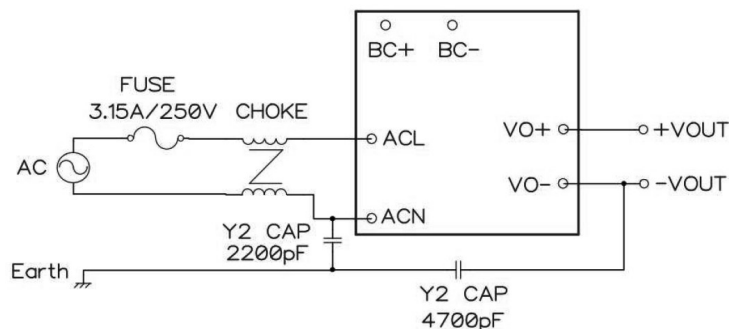 BC+ BC-
FUSE
3.15A/250V CHOKE
AC
ACL
VO+
+VOUT
VO-
-VOUT
ACN
Y2 CAP
2200pF
Earth
Y2 CAP
4700pF